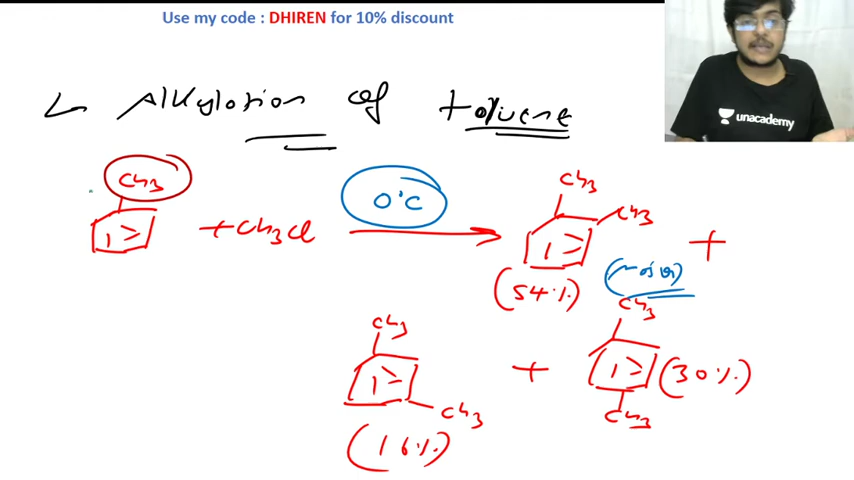 Use my code : DHIREN for 10% discount
unacademy
Alkylation of toluene
CH3
+ CH3Cl
0°C
CH3
CH3
+
(54%)
(major)
CH3
CH3
(16%)
+
CH3
(30%)
CH3